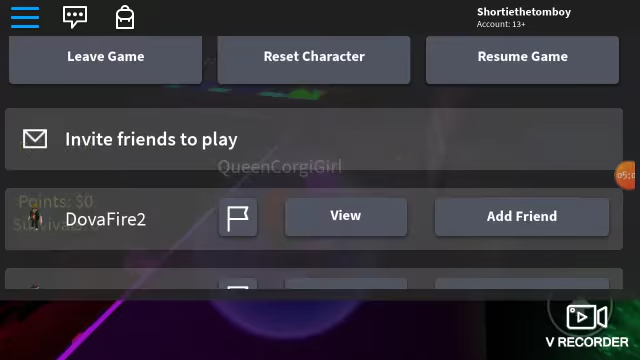 Shortiethetomboy
Account: 13+
Leave Game
Reset Character
Resume Game
Invite friends to play
QueenCorgiGirl
Points: $0
DovaFire2
View
Add Friend
V RECORDER